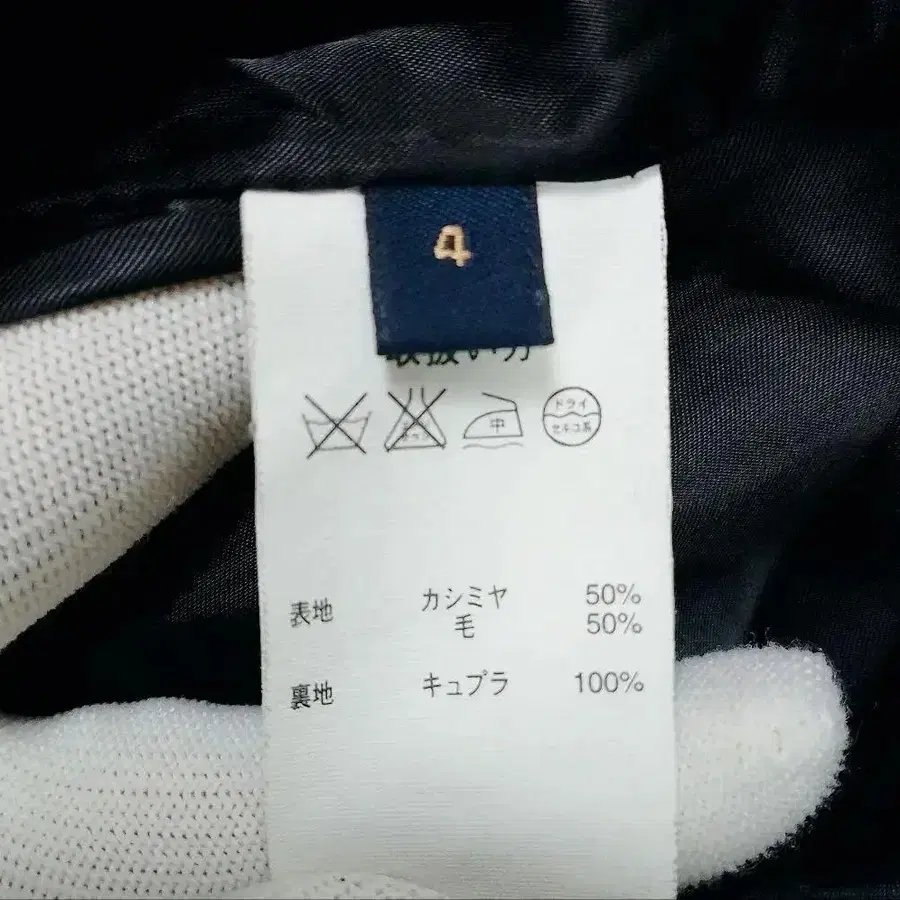 4
取扱い方
中
ドライ
セキユ系
表地 カシミヤ 50%
毛 50%
裏地 キュプラ 100%